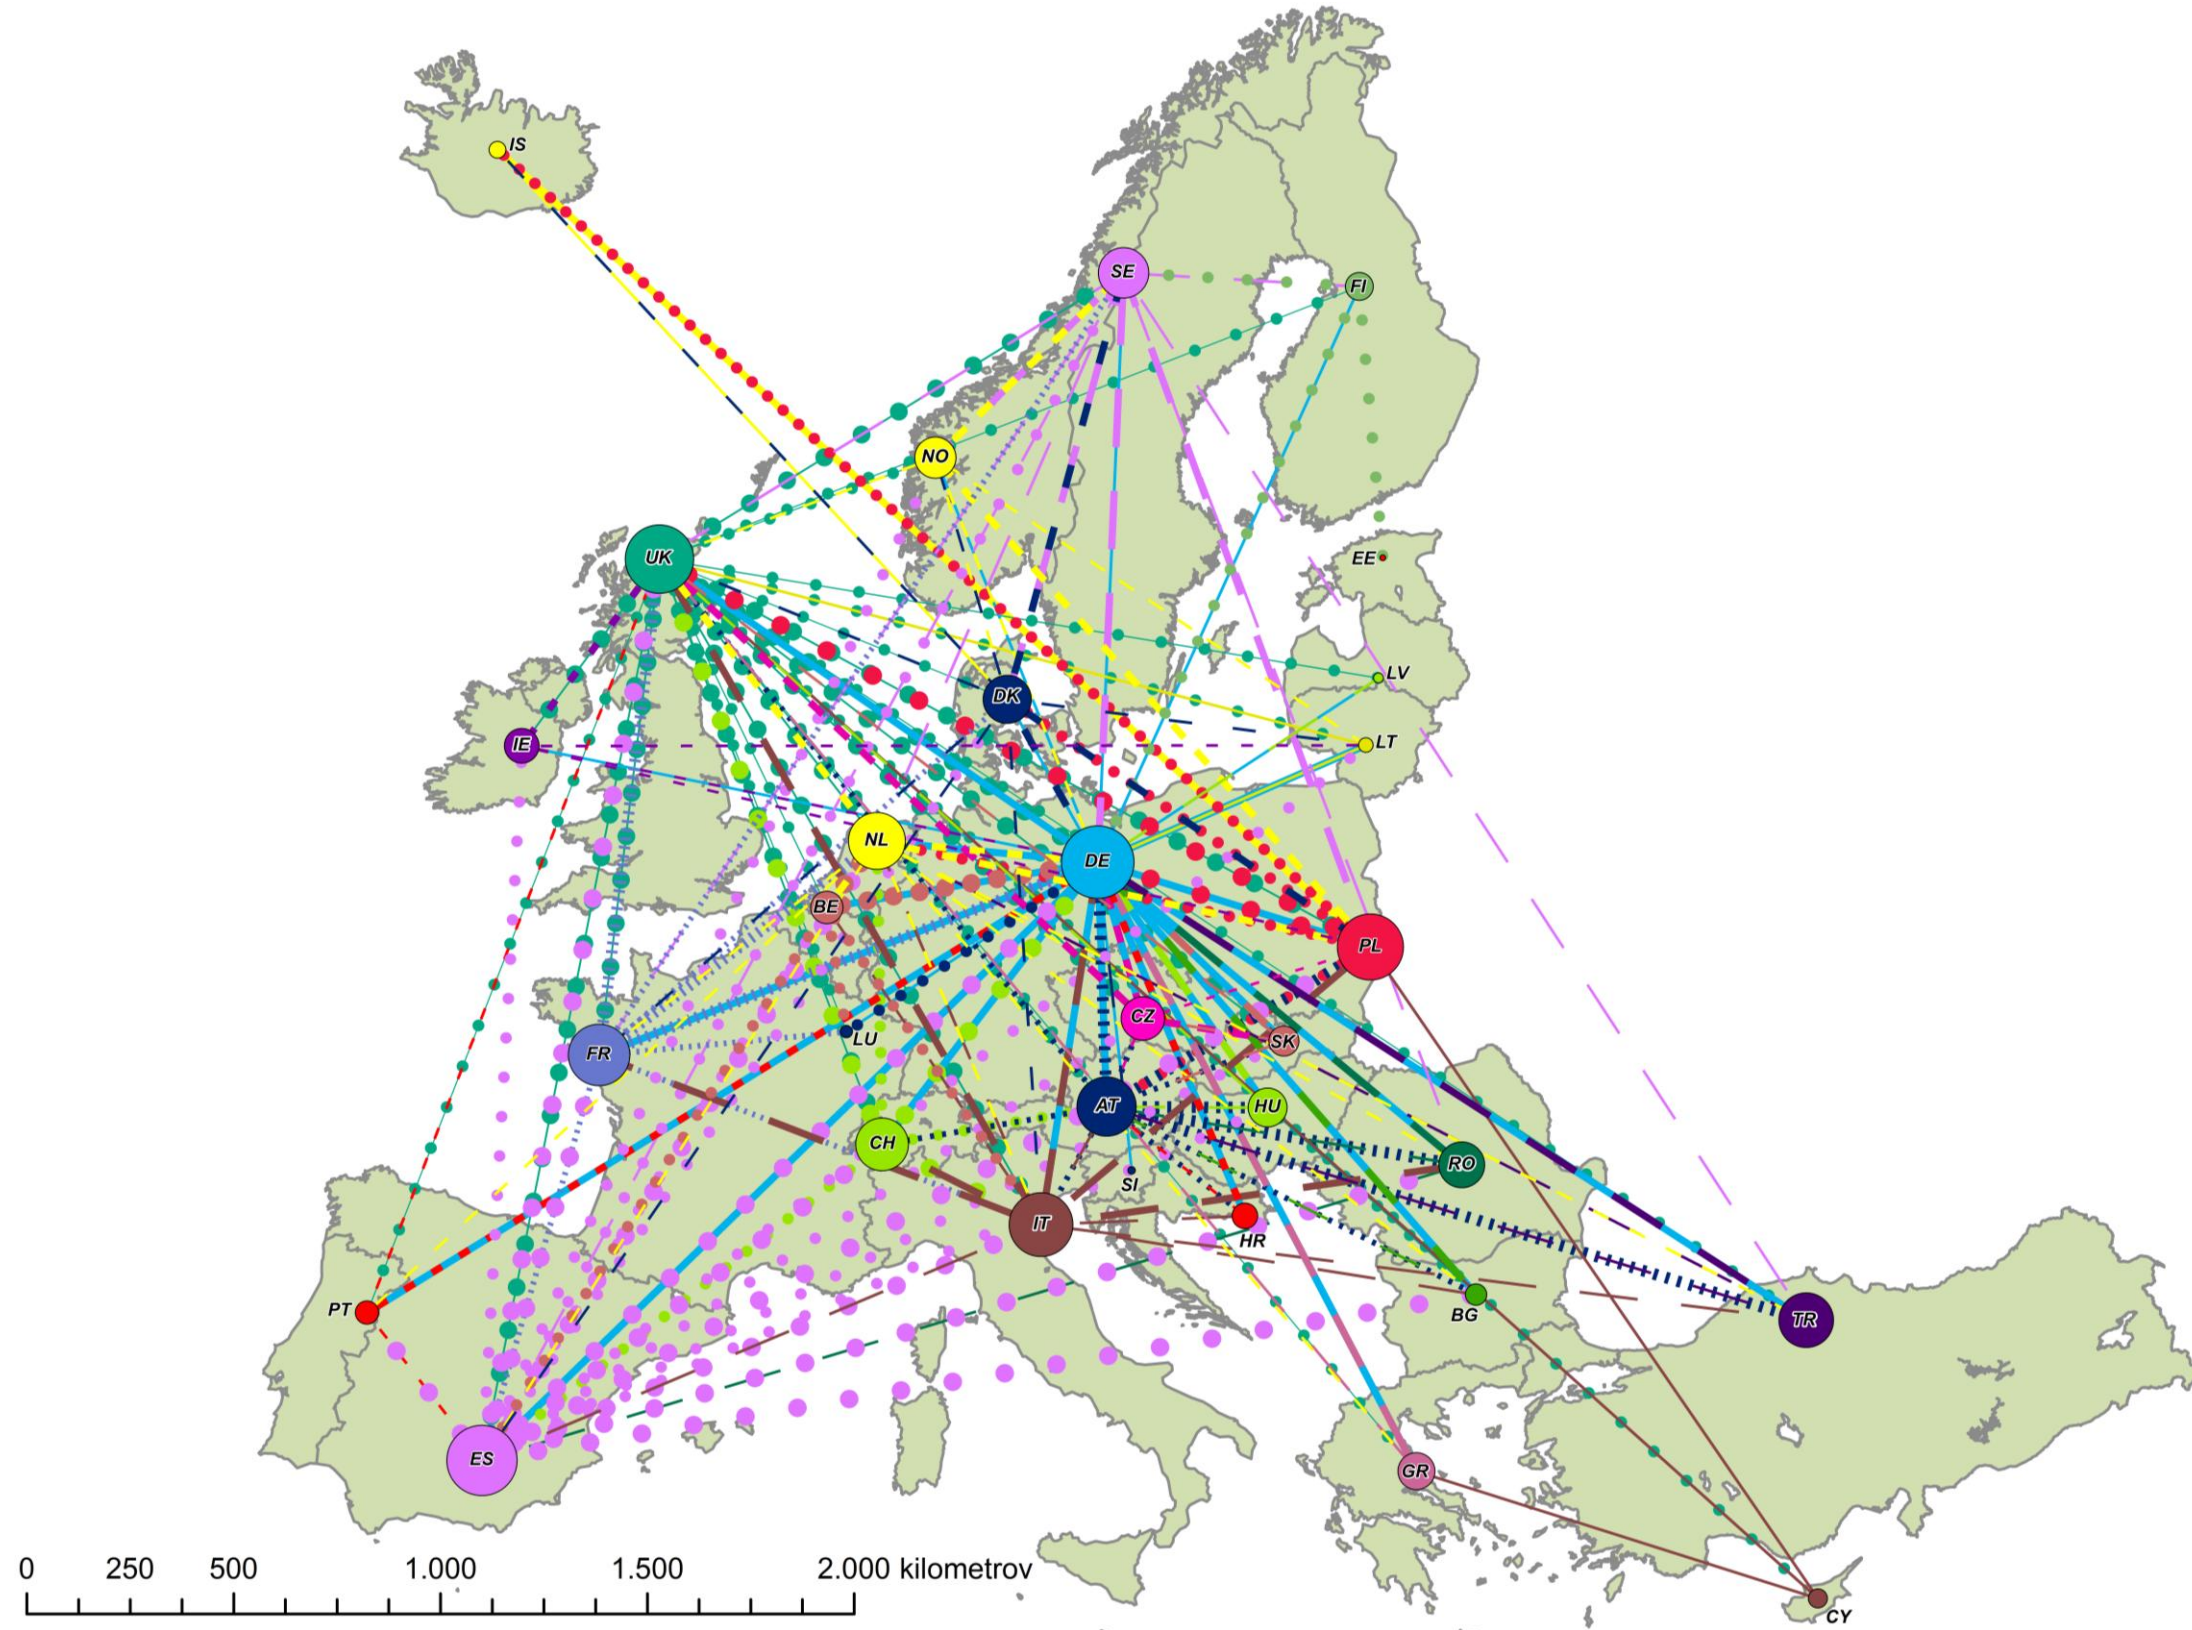 IS
SE
FI
NO
UK
EE
LV
DK
IE
LT
NL
DE
BE
PL
CZ
LU
SK
FR
AT
HU
CH
RO
SI
IT
HR
PT
BG
TR
ES
GR
0 250 500 1.000 1.500 2.000 kilometrov
CY